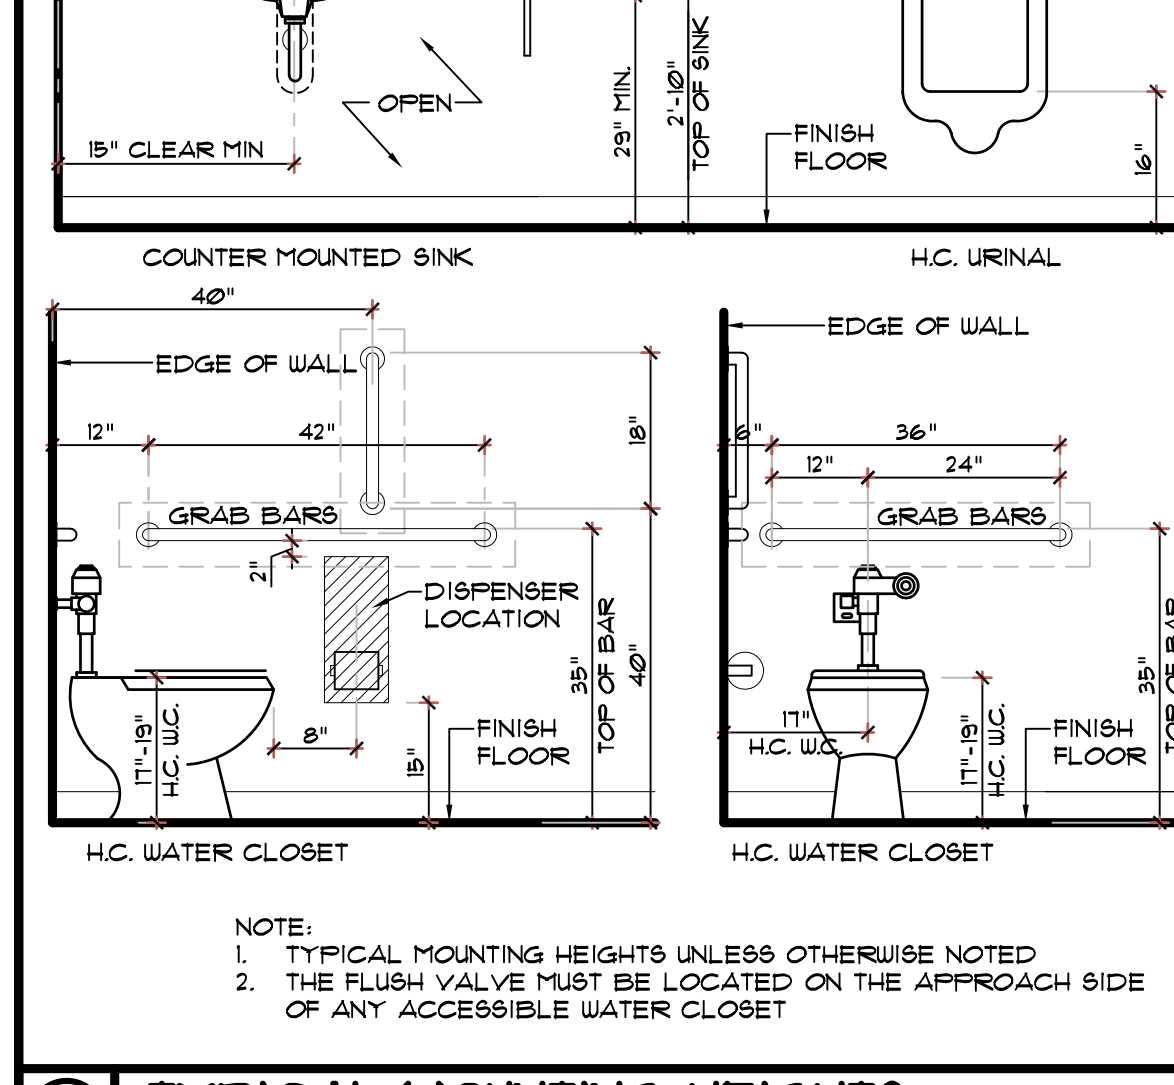 OPEN
15" CLEAR MIN
29" MIN.
2'-10"
TOP OF SINK
FINISH
FLOOR
16"
COUNTER MOUNTED SINK
H.C. URINAL
40"
EDGE OF WALL
EDGE OF WALL
12"
42"
18"
6"
36"
12"
24"
GRAB BARS
GRAB BARS
2"
DISPENSER
LOCATION
35"
TOP OF BAR
40"
35"
TOP OF BAR
17"-19"
H.C. W.C.
8"
15"
FINISH
FLOOR
17"
H.C. W.C.
17"-19"
H.C. W.C.
FINISH
FLOOR
H.C. WATER CLOSET
H.C. WATER CLOSET
NOTE:
1. TYPICAL MOUNTING HEIGHTS UNLESS OTHERWISE NOTED
2. THE FLUSH VALVE MUST BE LOCATED ON THE APPROACH SIDE
OF ANY ACCESSIBLE WATER CLOSET